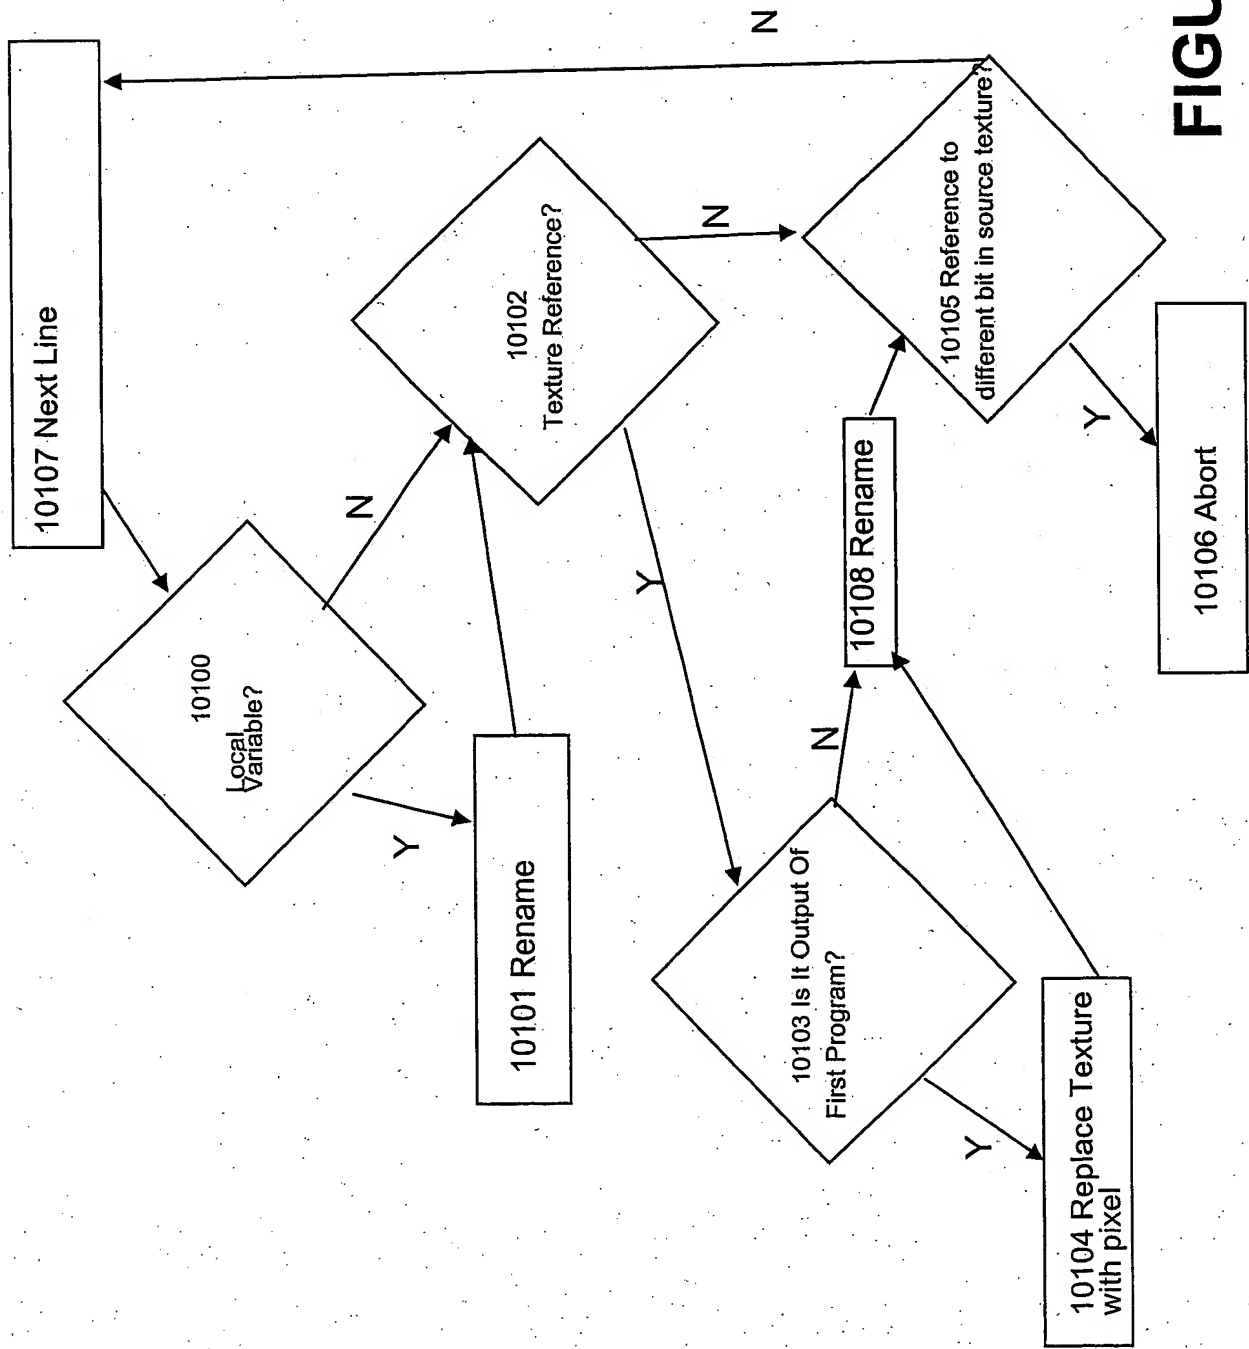 10107 Next Line
10100
Local
Variable?
N
Y
10101 Rename
10102
Texture Reference?
N
Y
10103 Is It Output Of
First Program?
N
Y
10104 Replace Texture
with pixel
10108 Rename
10105 Reference to
different bit in source texture?
N
Y
10106 Abort